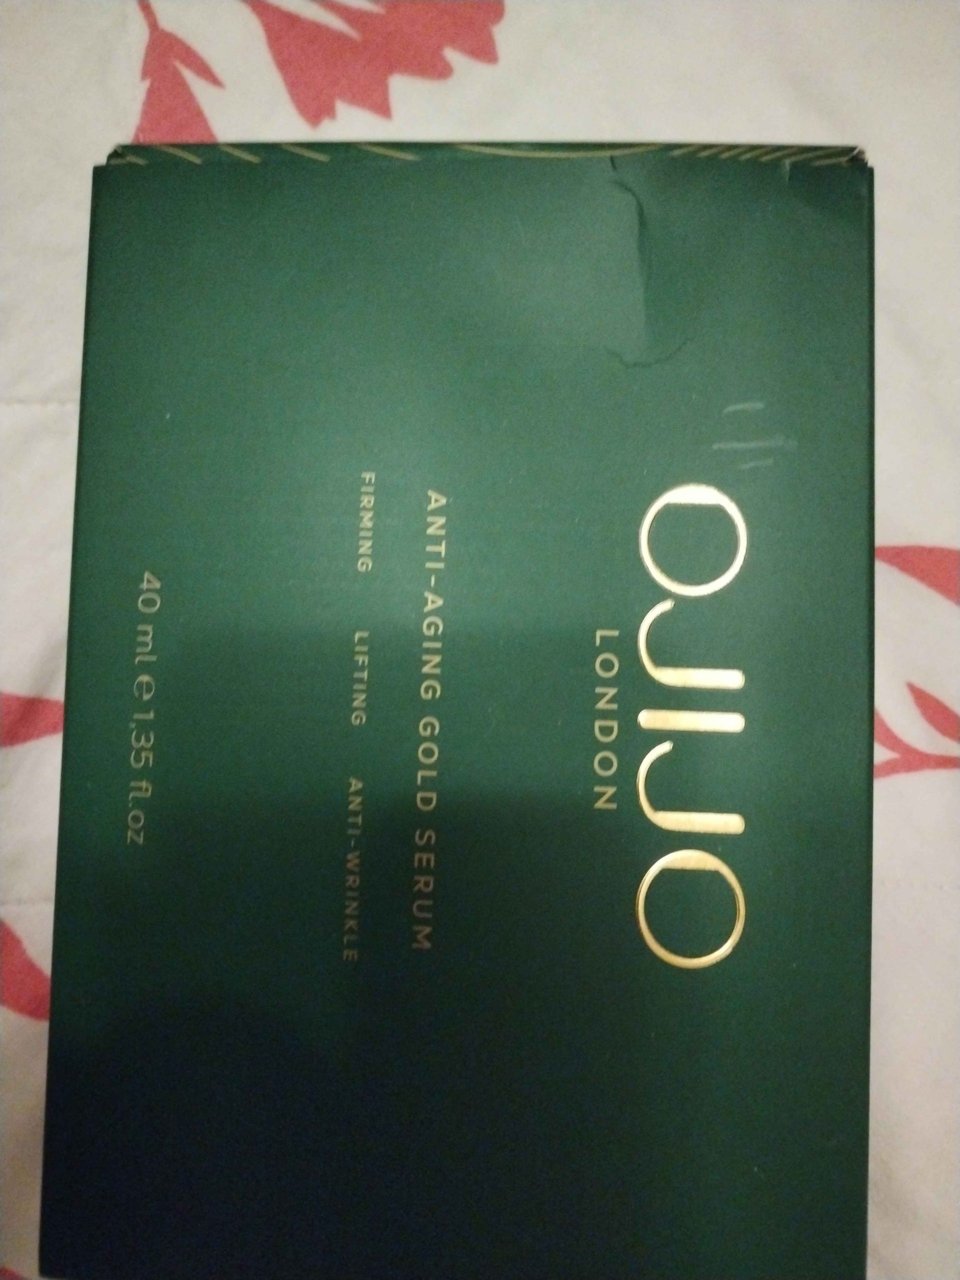 OJIJO
LONDON
ANTI-AGING GOLD SERUM
FIRMING LIFTING ANTI-WRINKLE
40 ml ℮ 1,35 fl.oz